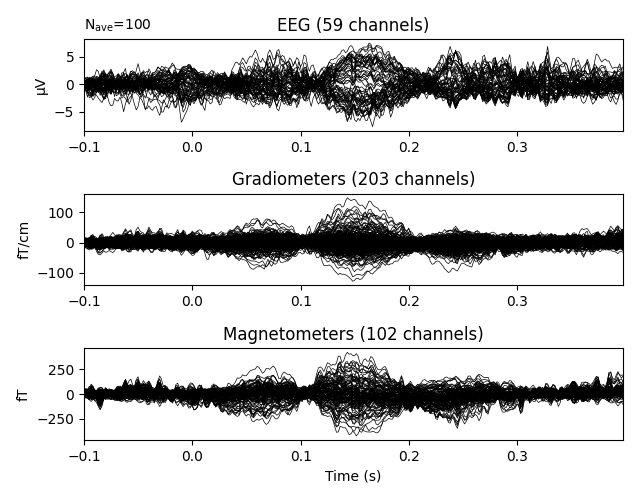 N_ave=100
EEG (59 channels)
5
0
−5
µV
−0.1 0.0 0.1 0.2 0.3
Gradiometers (203 channels)
100
0
−100
fT/cm
−0.1 0.0 0.1 0.2 0.3
Magnetometers (102 channels)
250
0
−250
fT
−0.1 0.0 0.1 0.2 0.3
Time (s)